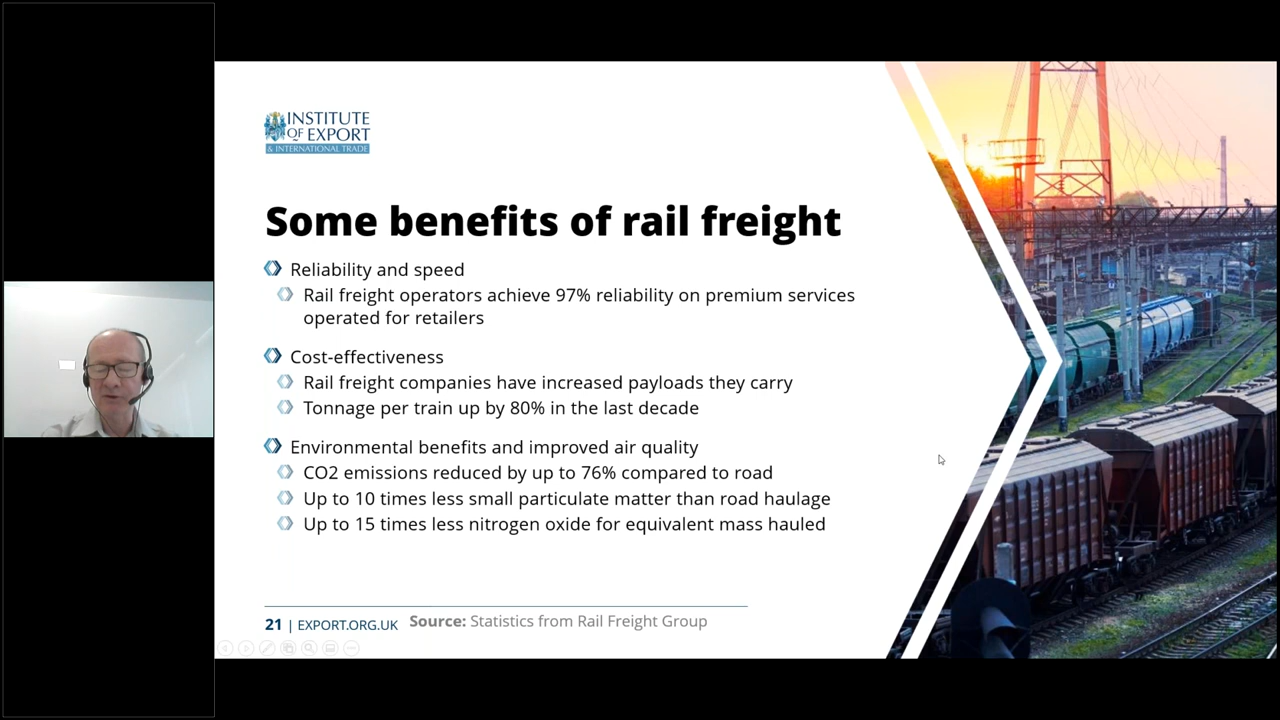 INSTITUTE
OF EXPORT
& INTERNATIONAL TRADE
Some benefits of rail freight
Reliability and speed
Rail freight operators achieve 97% reliability on premium services
operated for retailers
Cost-effectiveness
Rail freight companies have increased payloads they carry
Tonnage per train up by 80% in the last decade
Environmental benefits and improved air quality
CO2 emissions reduced by up to 76% compared to road
Up to 10 times less small particulate matter than road haulage
Up to 15 times less nitrogen oxide for equivalent mass hauled
21 | EXPORT.ORG.UK Source: Statistics from Rail Freight Group